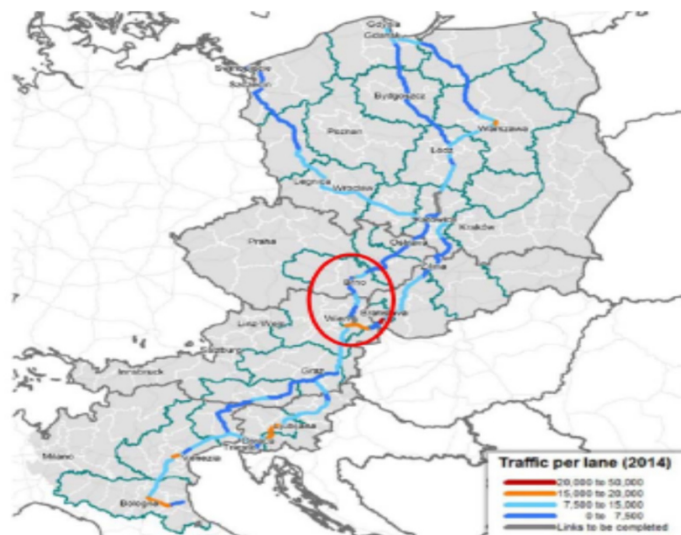 Gdynia
Gdańsk
Szczecin
Bydgoszcz
Warszawa
Poznan
Łódź
Legnica
Wrocław
Katowice
Kraków
Praha
Ostrava
Žilina
Brno
Bratislava
Wien
Linz-Wels
Salzburg
Innsbruck
Graz
Ljubljana
Milano
Venezia
Trieste
Bologna
Traffic per lane (2014)
20,000 to 50,000
15,000 to 20,000
7,500 to 15,000
0 to 7,500
Links to be completed